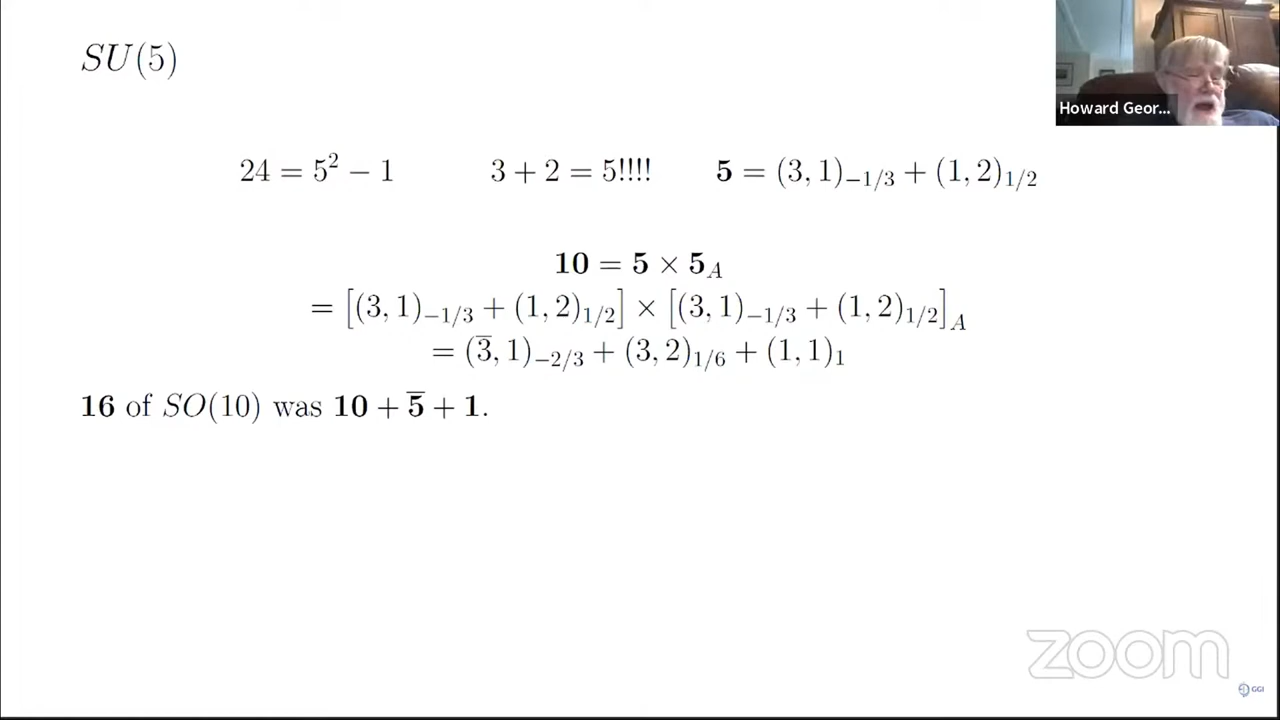 SU(5)
Howard Geor...
24 = 5² − 1 3 + 2 = 5!!!! 𝟓 = (3, 1)₋₁/₃ + (1, 2)₁/₂
𝟏𝟎 = 𝟓 × 𝟓_A
= [(3, 1)₋₁/₃ + (1, 2)₁/₂] × [(3, 1)₋₁/₃ + (1, 2)₁/₂]_A
= (3̅, 1)₋₂/₃ + (3, 2)₁/₆ + (1, 1)₁
𝟏𝟔 of SO(10) was 𝟏𝟎 + 𝟓̅ + 𝟏.
zoom
GGI